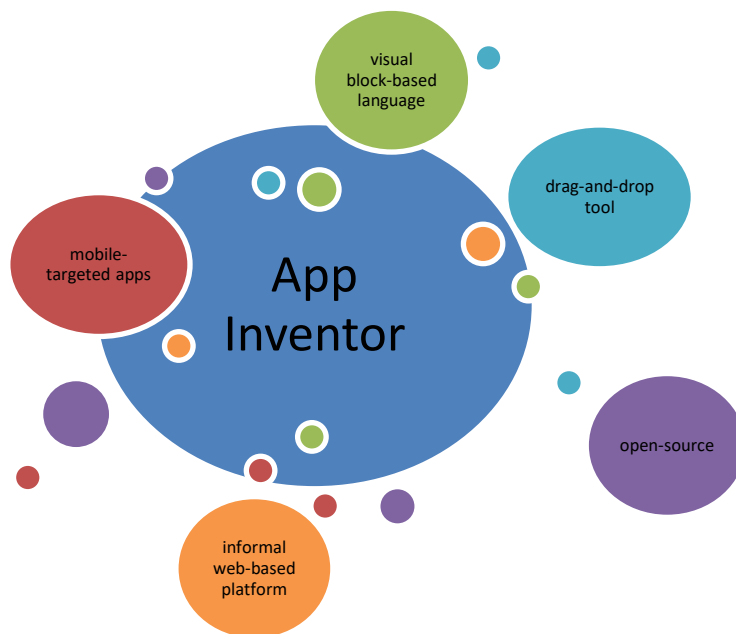 visual
block-based
language
drag-and-drop
tool
mobile-
targeted apps
App
Inventor
open-source
informal
web-based
platform